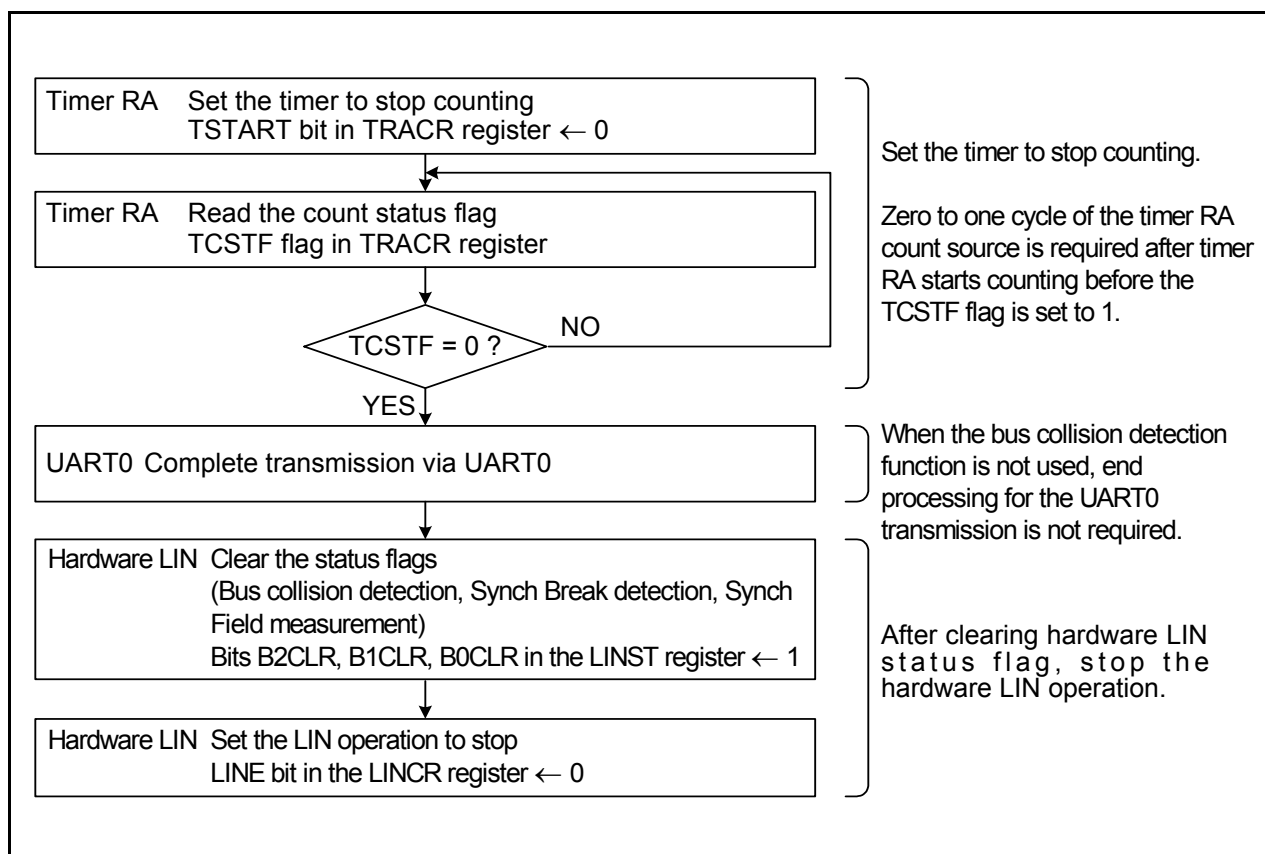 Timer RA Set the timer to stop counting
TSTART bit in TRACR register ← 0
Set the timer to stop counting.
Timer RA Read the count status flag
TCSTF flag in TRACR register
Zero to one cycle of the timer RA
count source is required after timer
RA starts counting before the
TCSTF flag is set to 1.
TCSTF = 0 ?
NO
YES
UART0 Complete transmission via UART0
When the bus collision detection
function is not used, end
processing for the UART0
transmission is not required.
Hardware LIN Clear the status flags
(Bus collision detection, Synch Break detection, Synch
Field measurement)
Bits B2CLR, B1CLR, B0CLR in the LINST register ← 1
After clearing hardware LIN
status flag, stop the
hardware LIN operation.
Hardware LIN Set the LIN operation to stop
LINE bit in the LINCR register ← 0